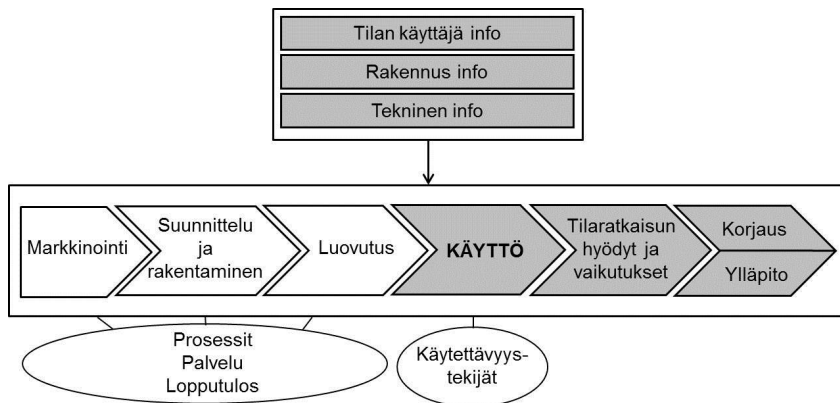 Tilan käyttäjä info
Rakennus info
Tekninen info
Markkinointi
Suunnittelu
ja
rakentaminen
Luovutus
KÄYTTÖ
Tilaratkaisun
hyödyt ja
vaikutukset
Korjaus
Ylläpito
Prosessit
Palvelu
Lopputulos
Käytettävyys-
tekijät